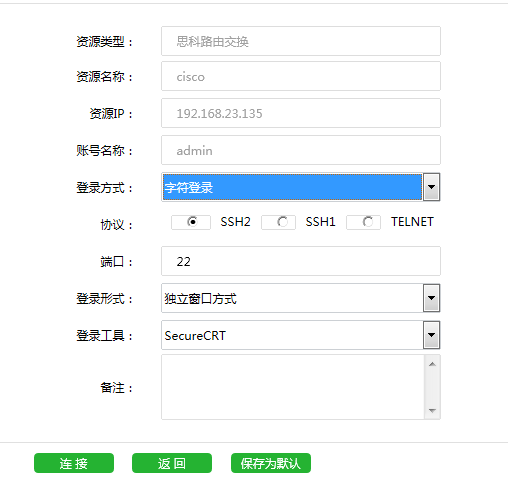 资源类型： 思科路由交换
资源名称： cisco
资源IP： 192.168.23.135
账号名称： admin
登录方式： 字符登录
协议： SSH2 SSH1 TELNET
端口： 22
登录形式： 独立窗口方式
登录工具： SecureCRT
备注：
连 接 返 回 保存为默认